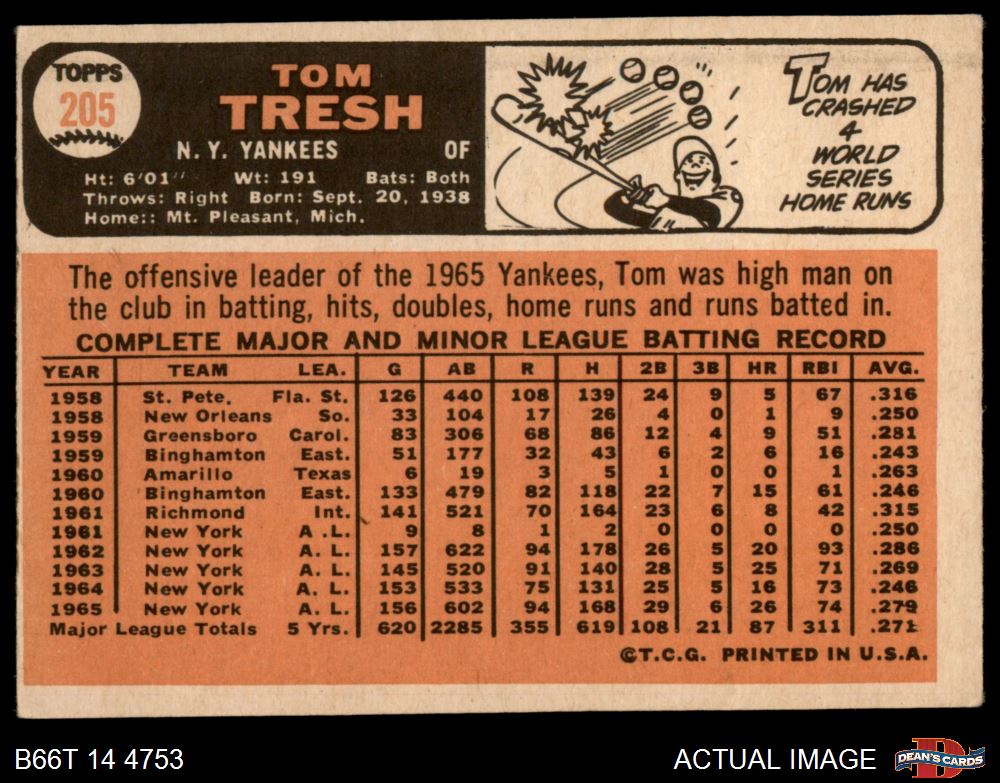 TOPPS
205
TOM
TRESH
N. Y. YANKEES OF
Ht: 6'01" Wt: 191 Bats: Both
Throws: Right Born: Sept. 20, 1938
Home:: Mt. Pleasant, Mich.
TOM HAS
CRASHED
4
WORLD
SERIES
HOME RUNS
The offensive leader of the 1965 Yankees, Tom was high man on
the club in batting, hits, doubles, home runs and runs batted in.
COMPLETE MAJOR AND MINOR LEAGUE BATTING RECORD
YEAR TEAM LEA. G AB R H 2B 3B HR RBI AVG.
1958 St. Pete. Fla. St. 126 440 108 139 24 9 5 67 .316
1958 New Orleans So. 33 104 17 26 4 0 1 9 .250
1959 Greensboro Carol. 83 306 68 86 12 4 9 51 .281
1959 Binghamton East. 51 177 32 43 6 2 6 16 .243
1960 Amarillo Texas 6 19 3 5 1 0 0 1 .263
1960 Binghamton East. 133 479 82 118 22 7 15 61 .246
1961 Richmond Int. 141 521 70 164 23 6 8 42 .315
1961 New York A .L. 9 8 1 2 0 0 0 0 .250
1962 New York A. L. 157 622 94 178 26 5 20 93 .286
1963 New York A. L. 145 520 91 140 28 5 25 71 .269
1964 New York A. L. 153 533 75 131 25 5 16 73 .246
1965 New York A. L. 156 602 94 168 29 6 26 74 .279
Major League Totals 5 Yrs. 620 2285 355 619 108 21 87 311 .271
©T.C.G. PRINTED IN U.S.A.
B66T 14 4753 ACTUAL IMAGE
D
DEAN'S CARDS